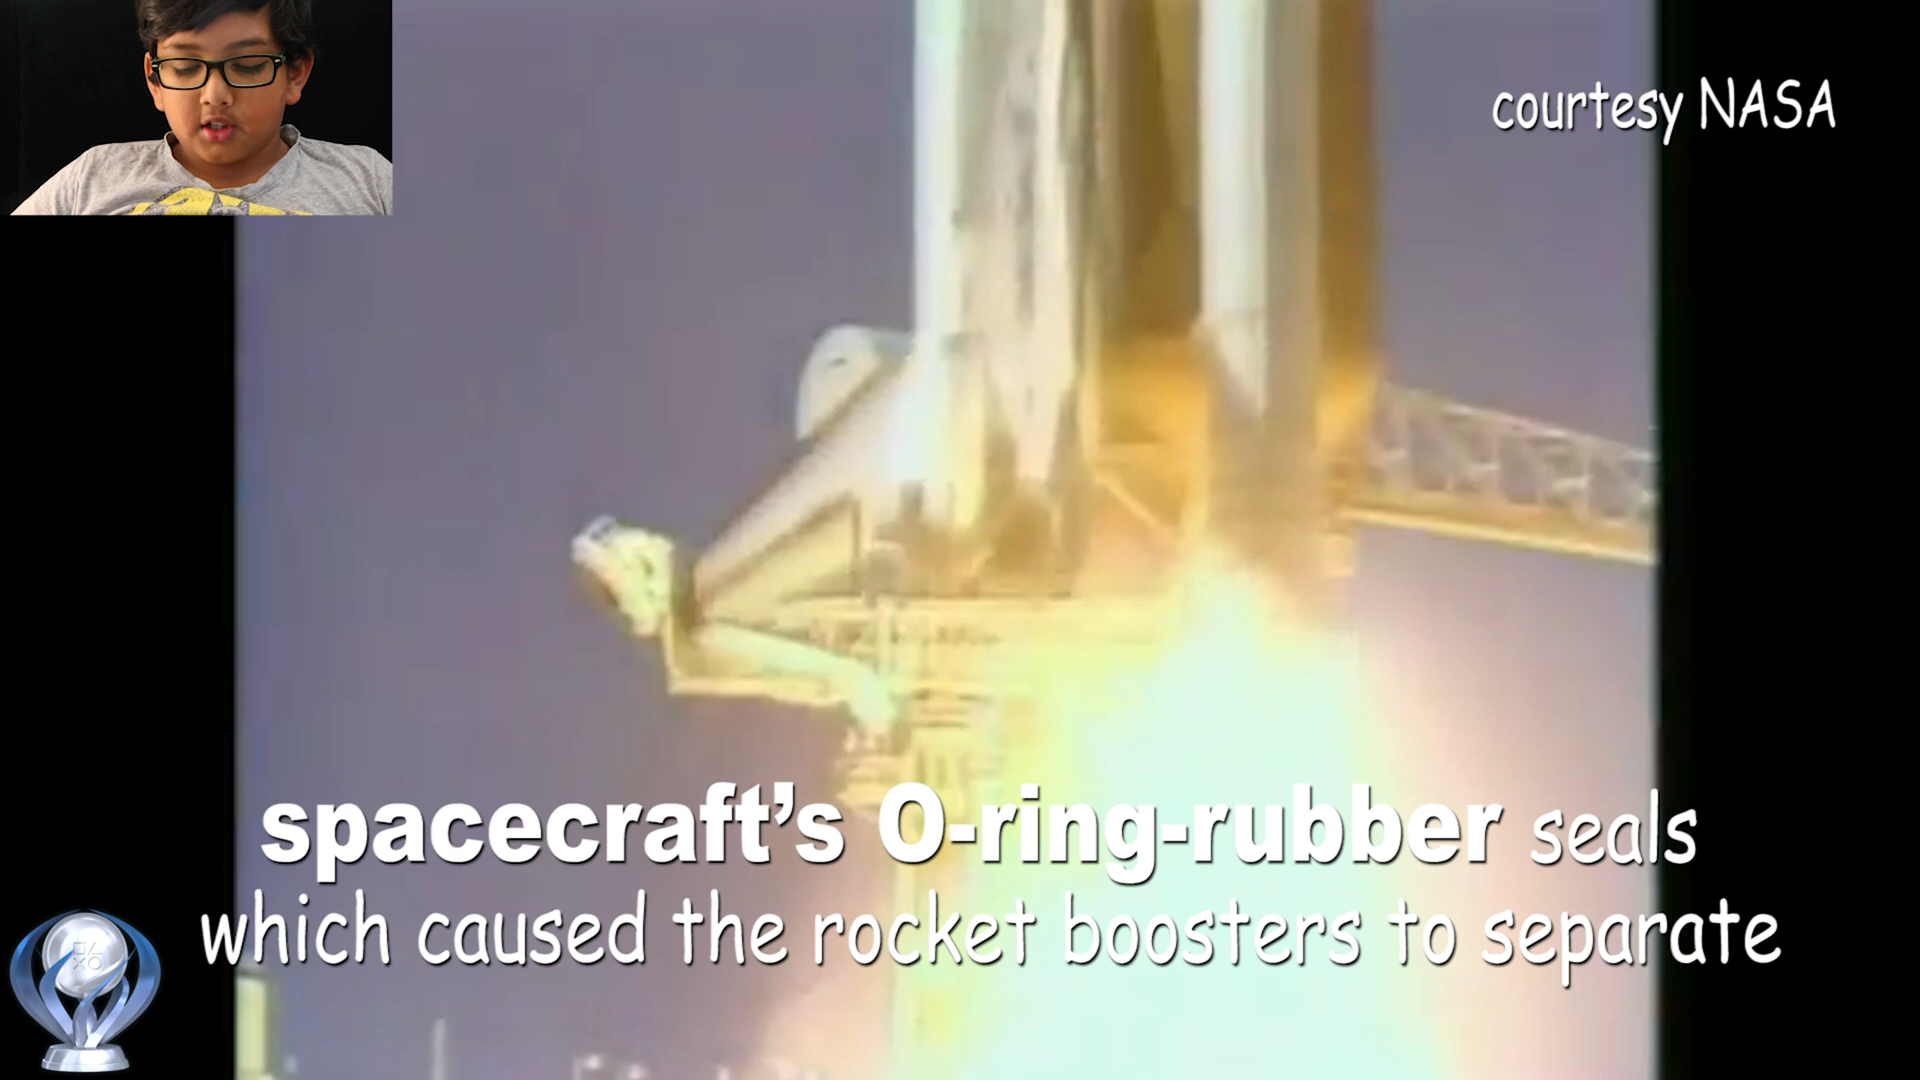 courtesy NASA
spacecraft's O-ring-rubber seals
which caused the rocket boosters to separate